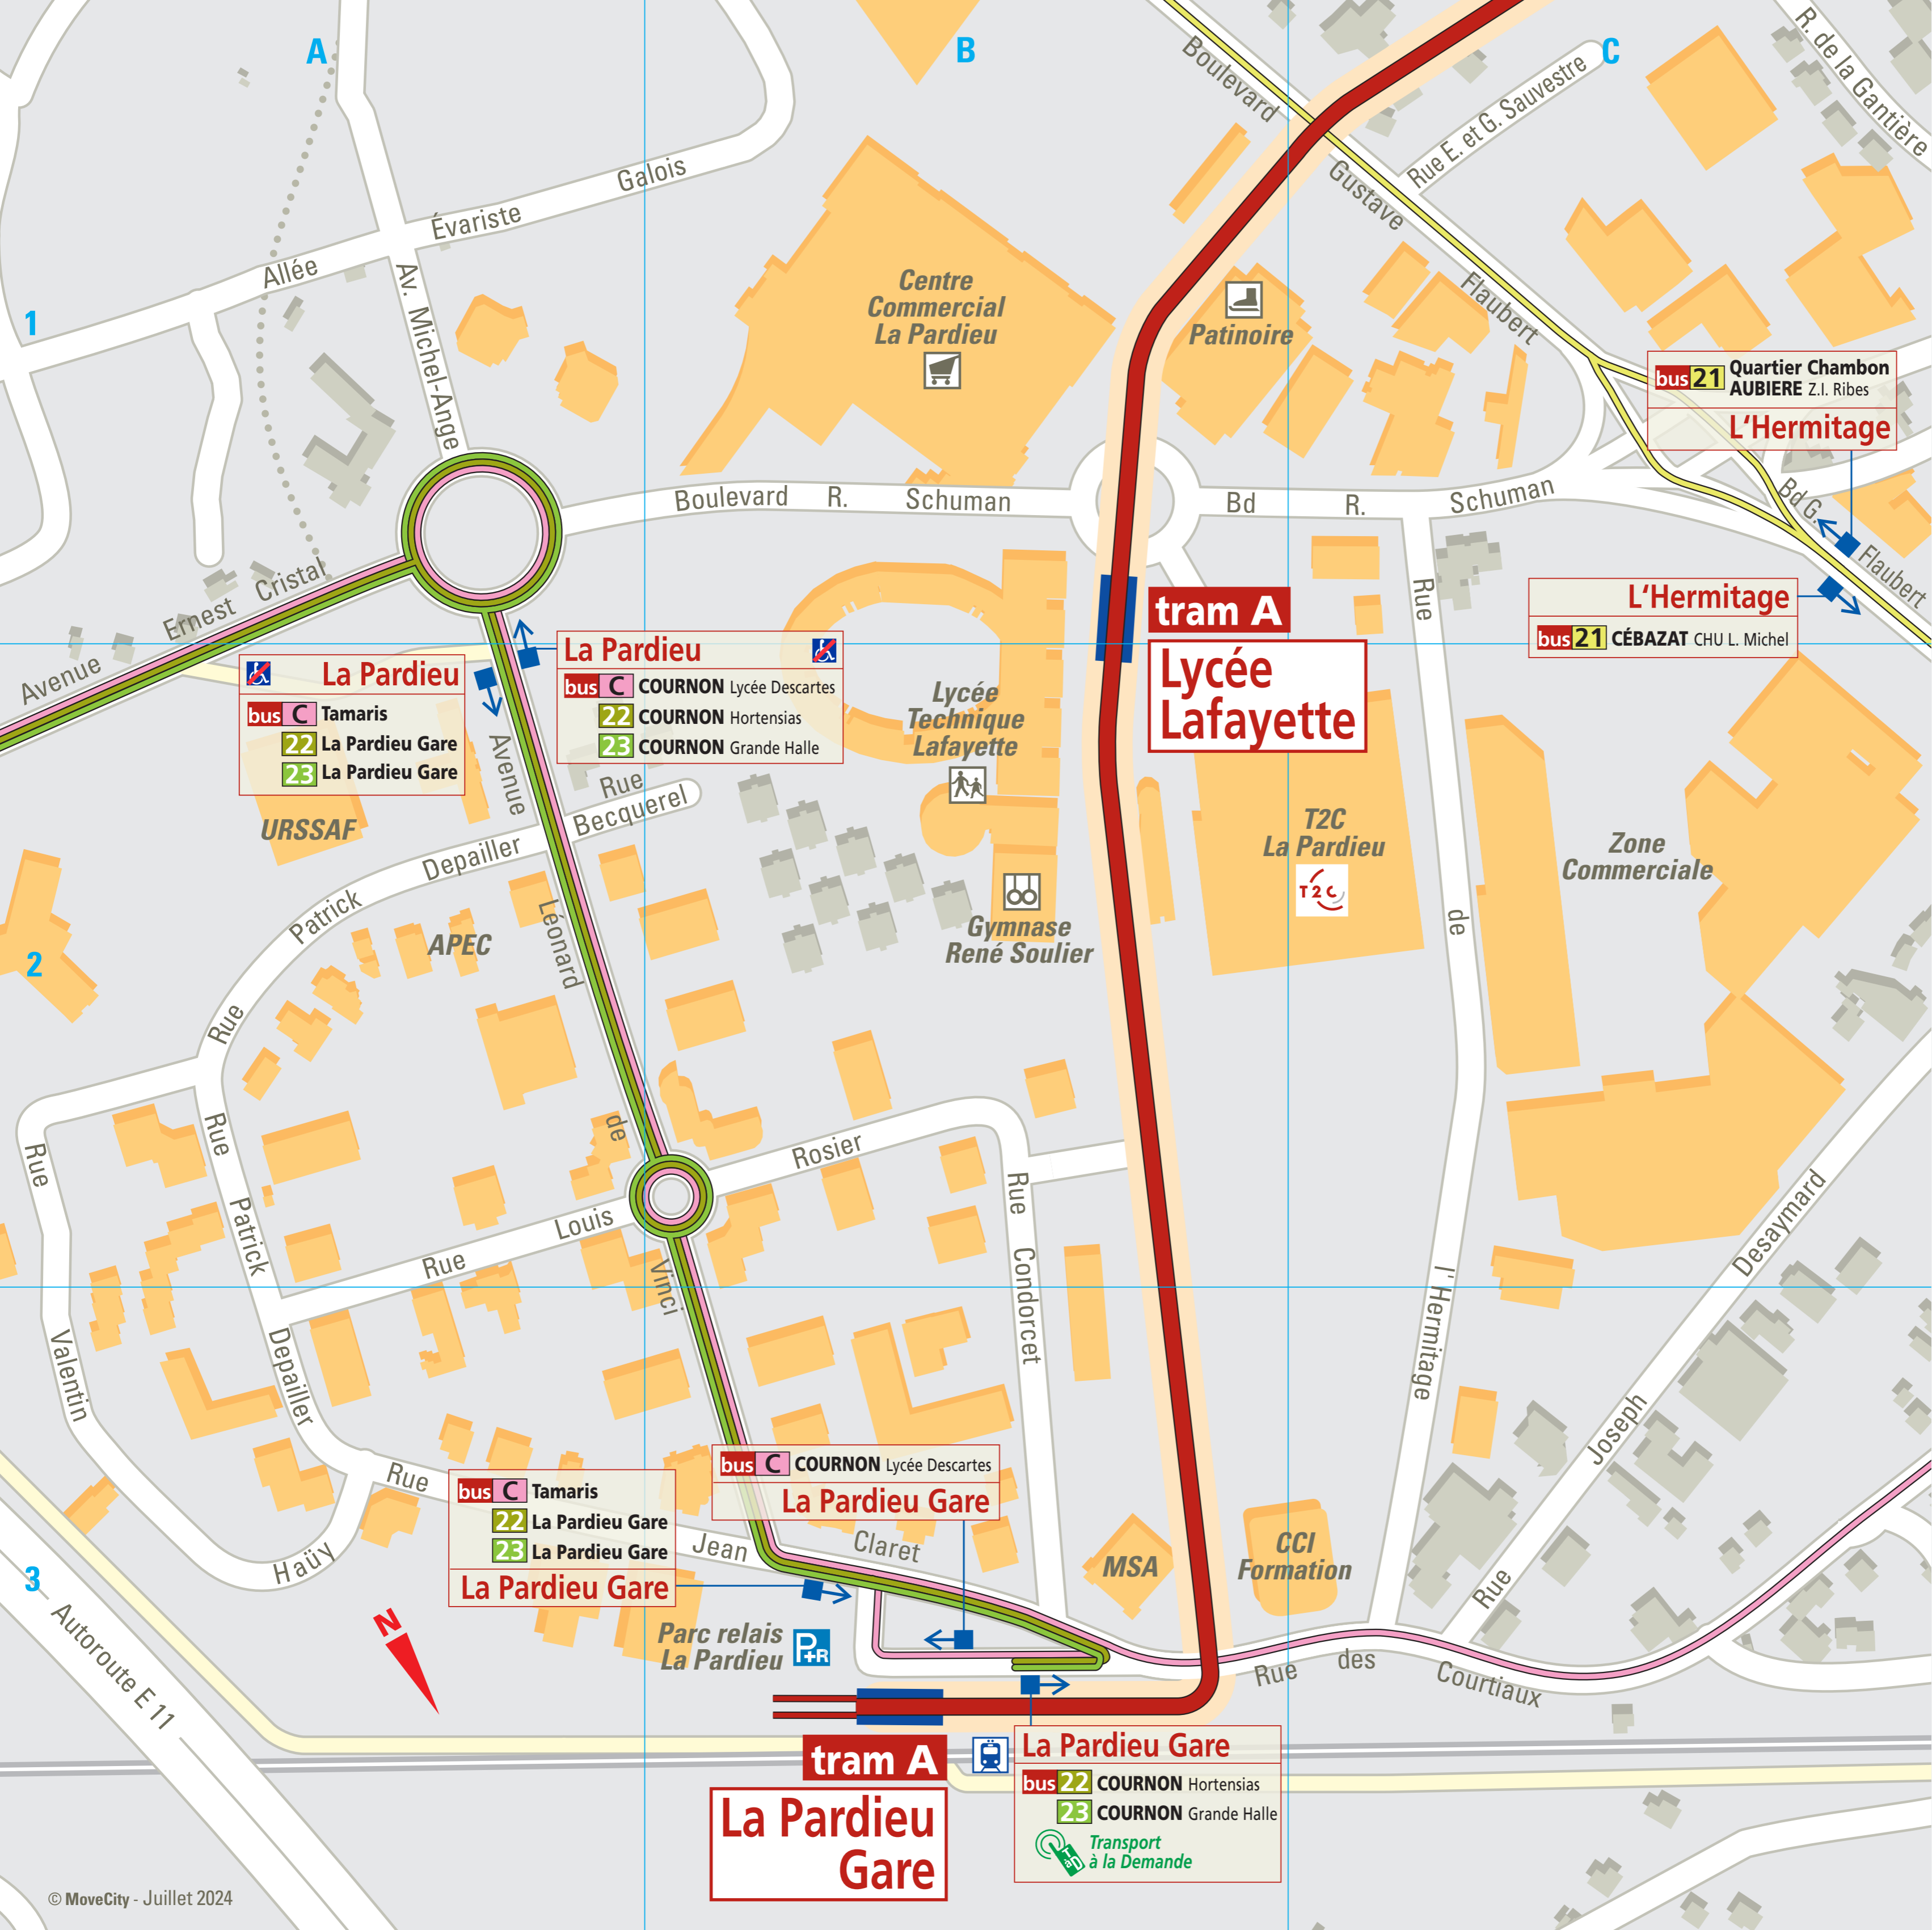 A
B
C
1
2
3
Boulevard
Gustave
Flaubert
Rue E. et G. Sauvestre
R. de la Gantière
Allée
Évariste
Galois
Av. Michel-Ange
Centre
Commercial
La Pardieu
Patinoire
bus 21 Quartier Chambon
AUBIERE Z.I. Ribes
L'Hermitage
Bd G.
Flaubert
L'Hermitage
bus 21 CÉBAZAT CHU L. Michel
Boulevard R. Schuman
Bd R. Schuman
Avenue Ernest Cristal
La Pardieu
bus C Tamaris
22 La Pardieu Gare
23 La Pardieu Gare
La Pardieu
bus C COURNON Lycée Descartes
22 COURNON Hortensias
23 COURNON Grande Halle
tram A
Lycée
Lafayette
Lycée
Technique
Lafayette
Gymnase
René Soulier
T2C
La Pardieu
T2C
Zone
Commerciale
URSSAF
APEC
Avenue
Léonard
de
Vinci
Rue
Becquerel
Rue Patrick Depailler
Rue
Patrick
Depailler
Rue
Valentin
Haüy
Rue
Louis
Rosier
Rue
Condorcet
Rue
de
l'Hermitage
Rue
Joseph
Desaymard
Rue
Jean
Claret
bus C Tamaris
22 La Pardieu Gare
23 La Pardieu Gare
La Pardieu Gare
bus C COURNON Lycée Descartes
La Pardieu Gare
MSA
CCI
Formation
Parc relais
La Pardieu
P+R
Rue des Courtiaux
Autoroute E 11
N
tram A
La Pardieu
Gare
La Pardieu Gare
bus 22 COURNON Hortensias
23 COURNON Grande Halle
Transport
à la Demande
© MoveCity - Juillet 2024